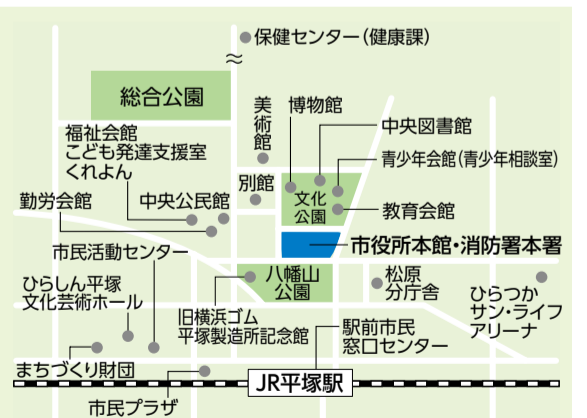 保健センター(健康課)
総合公園
美術館
博物館
中央図書館
福祉会館
こども発達支援室
くれよん
青少年会館(青少年相談室)
別館
文化
公園
勤労会館
中央公民館
教育会館
市役所本館・消防署本署
市民活動センター
八幡山
公園
松原
分庁舎
ひらしん平塚
文化芸術ホール
ひらつか
サン・ライフ
アリーナ
旧横浜ゴム
平塚製造所記念館
駅前市民
窓口センター
まちづくり財団
JR平塚駅
市民プラザ